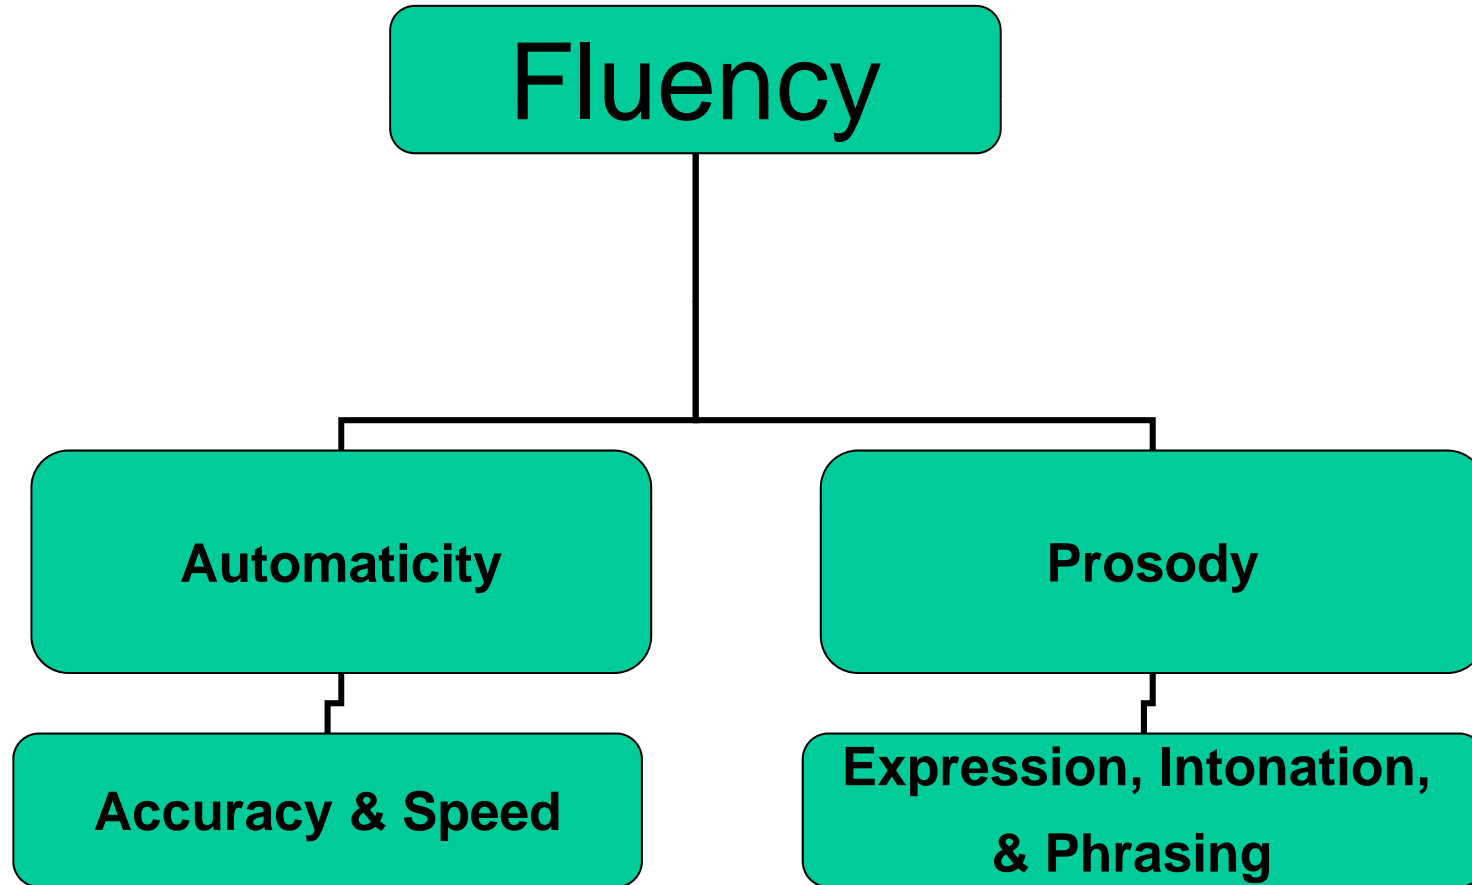 Fluency
Automaticity
Prosody
Accuracy & Speed
Expression, Intonation,
& Phrasing